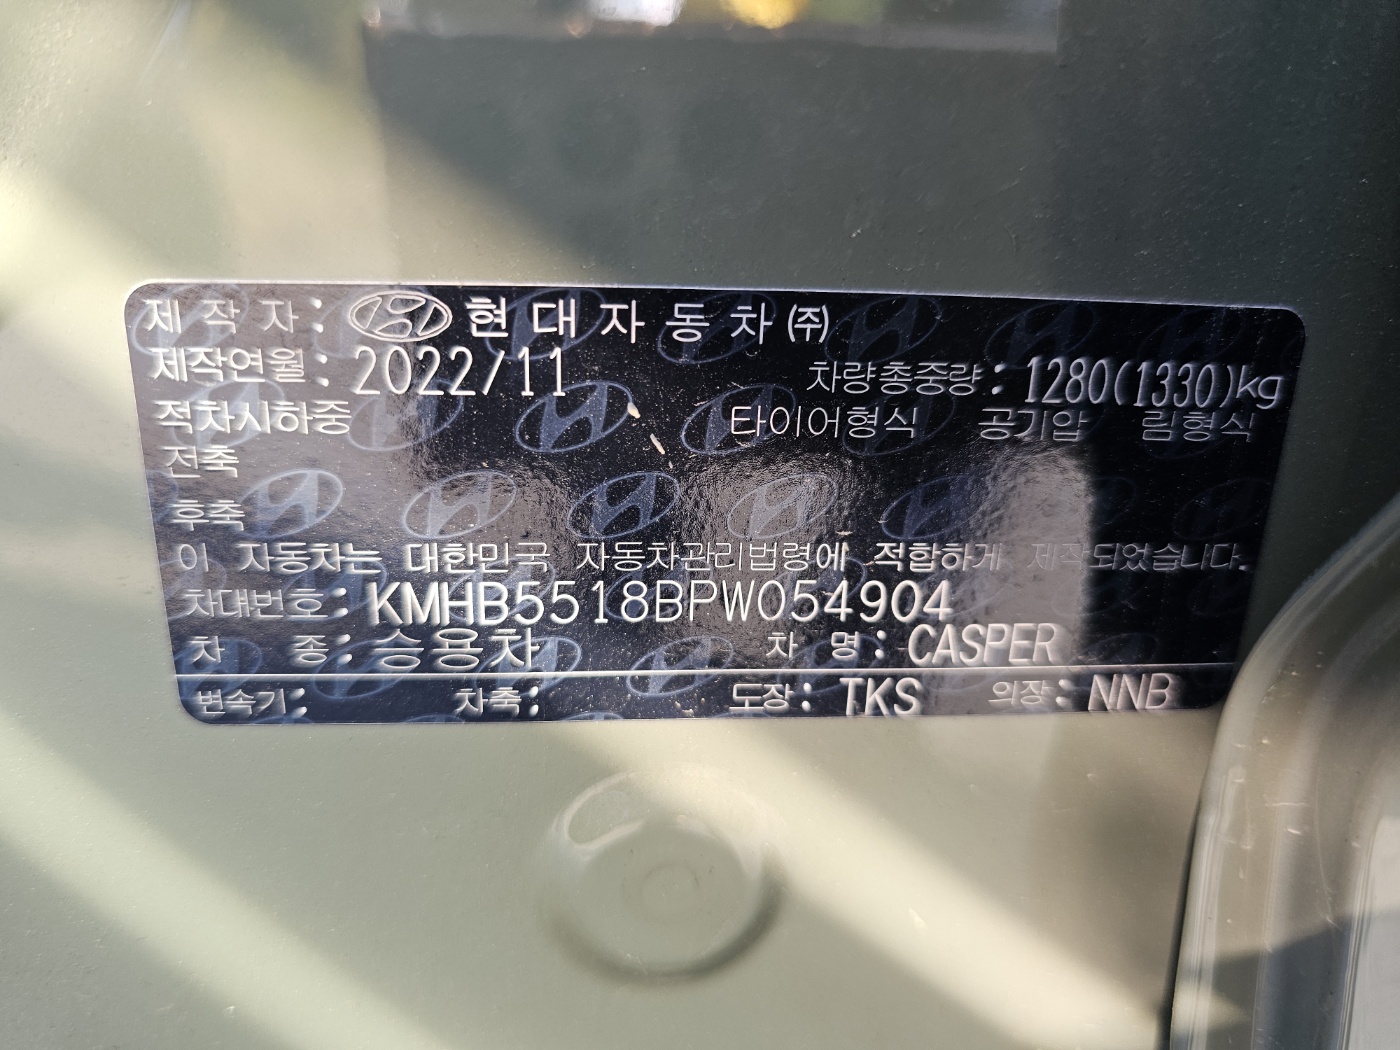 제 작 자 : 현대자동차㈜
제작연월 : 2022/11 차량총중량 : 1280(1330)kg
적차시하중 타이어형식 공기압 림형식
전축
후축
이 자동차는 대한민국 자동차관리법령에 적합하게 제작되었습니다.
차대번호 : KMHB5518BPW054904
차 종 : 승용차 차 명 : CASPER
변속기 : 차축 : 도장 : TKS 의장 : NNB